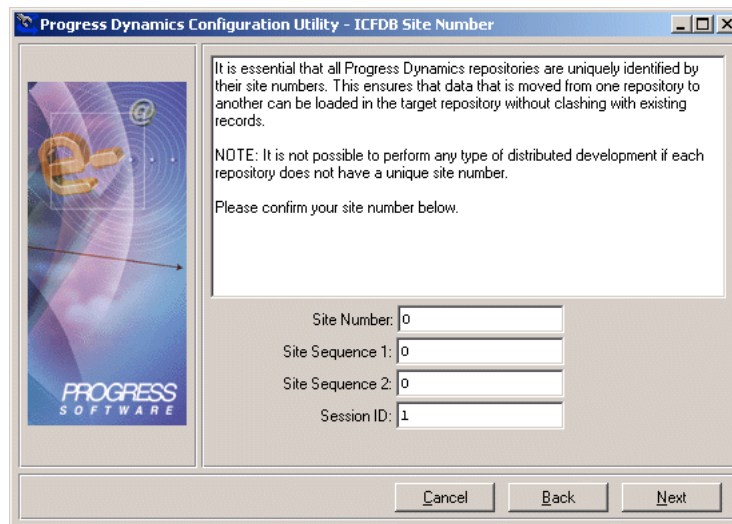 Progress Dynamics Configuration Utility - ICFDB Site Number
It is essential that all Progress Dynamics repositories are uniquely identified by
their site numbers. This ensures that data that is moved from one repository to
another can be loaded in the target repository without clashing with existing
records.
NOTE: It is not possible to perform any type of distributed development if each
repository does not have a unique site number.
Please confirm your site number below.
@
e-
Site Number: 0
Site Sequence 1: 0
Site Sequence 2: 0
Session ID: 1
PROGRESS
SOFTWARE
Cancel Back Next